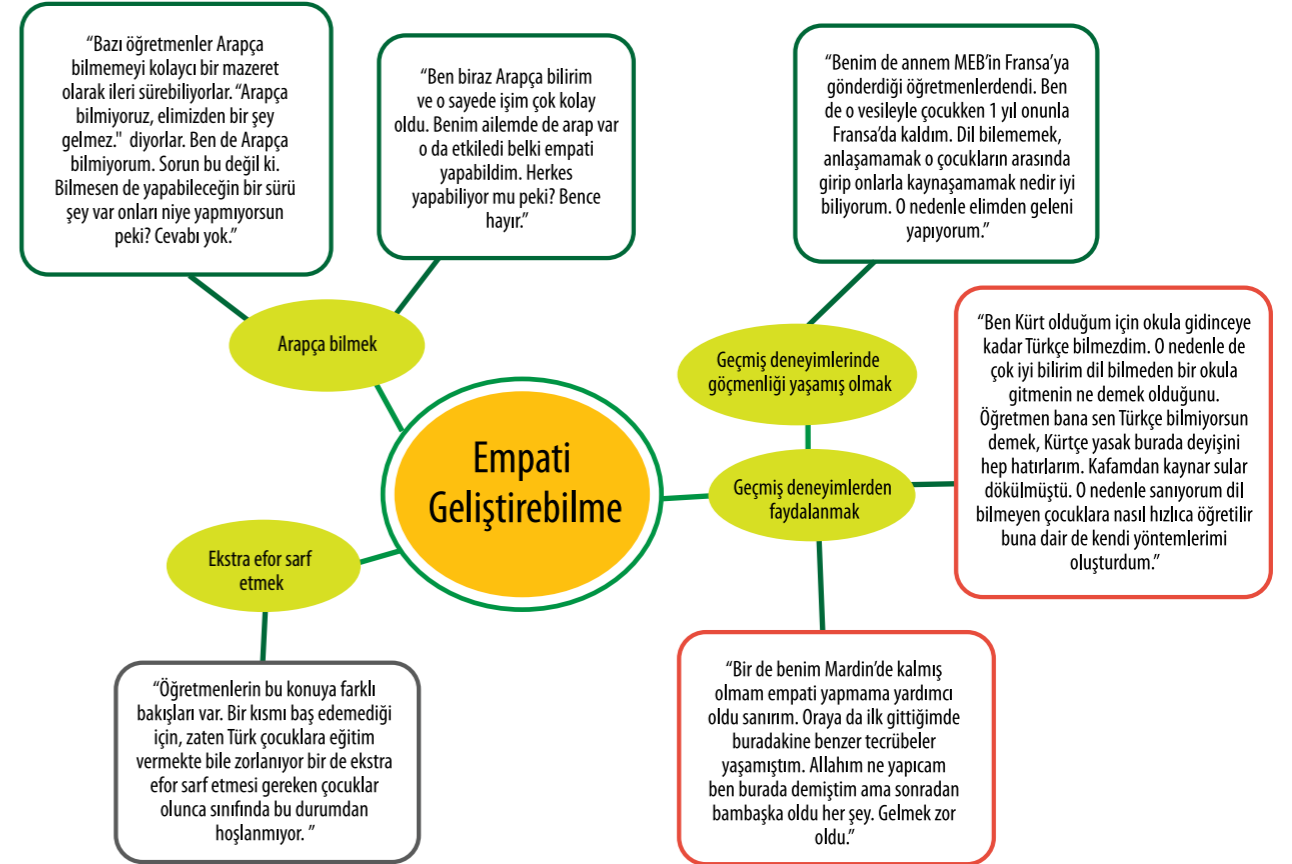 “Bazı öğretmenler Arapça
bilmemeyi kolaycı bir mazeret
olarak ileri sürebiliyorlar. “Arapça
bilmiyoruz, elimizden bir şey
gelmez." diyorlar. Ben de Arapça
bilmiyorum. Sorun bu değil ki.
Bilmesen de yapabileceğin bir sürü
şey var onları niye yapmıyorsun
peki? Cevabı yok.”
“Ben biraz Arapça bilirim
ve o sayede işim çok kolay
oldu. Benim ailemde de arap var
o da etkiledi belki empati
yapabildim. Herkes
yapabiliyor mu peki? Bence
hayır.”
“Benim de annem MEB’in Fransa’ya
gönderdiği öğretmenlerdendi. Ben
de o vesileyle çocukken 1 yıl onunla
Fransa’da kaldım. Dil bilememek,
anlaşamamak o çocukların arasında
girip onlarla kaynaşamamak nedir iyi
biliyorum. O nedenle elimden geleni
yapıyorum.”
Arapça bilmek
Geçmiş deneyimlerinde
göçmenliği yaşamış olmak
“Ben Kürt olduğum için okula gidinceye
kadar Türkçe bilmezdim. O nedenle de
çok iyi bilirim dil bilmeden bir okula
gitmenin ne demek olduğunu.
Öğretmen bana sen Türkçe bilmiyorsun
demek, Kürtçe yasak burada deyişini
hep hatırlarım. Kafamdan kaynar sular
dökülmüştü. O nedenle sanıyorum dil
bilmeyen çocuklara nasıl hızlıca öğretilir
buna dair de kendi yöntemlerimi
oluşturdum.”
Empati
Geliştirebilme
Geçmiş deneyimlerden
faydalanmak
Ekstra efor sarf
etmek
“Öğretmenlerin bu konuya farklı
bakışları var. Bir kısmı baş edemediği
için, zaten Türk çocuklara eğitim
vermekte bile zorlanıyor bir de ekstra
efor sarf etmesi gereken çocuklar
olunca sınıfında bu durumdan
hoşlanmıyor. ”
“Bir de benim Mardin’de kalmış
olmam empati yapmama yardımcı
oldu sanırım. Oraya da ilk gittiğimde
buradakine benzer tecrübeler
yaşamıştım. Allahım ne yapıcam
ben burada demiştim ama sonradan
bambaşka oldu her şey. Gelmek zor
oldu.”